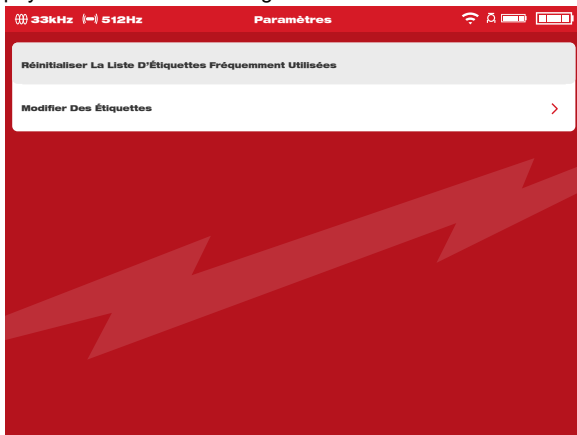 33kHz 512Hz Paramètres
Réinitialiser La Liste D'Étiquettes Fréquemment Utilisées
Modifier Des Étiquettes